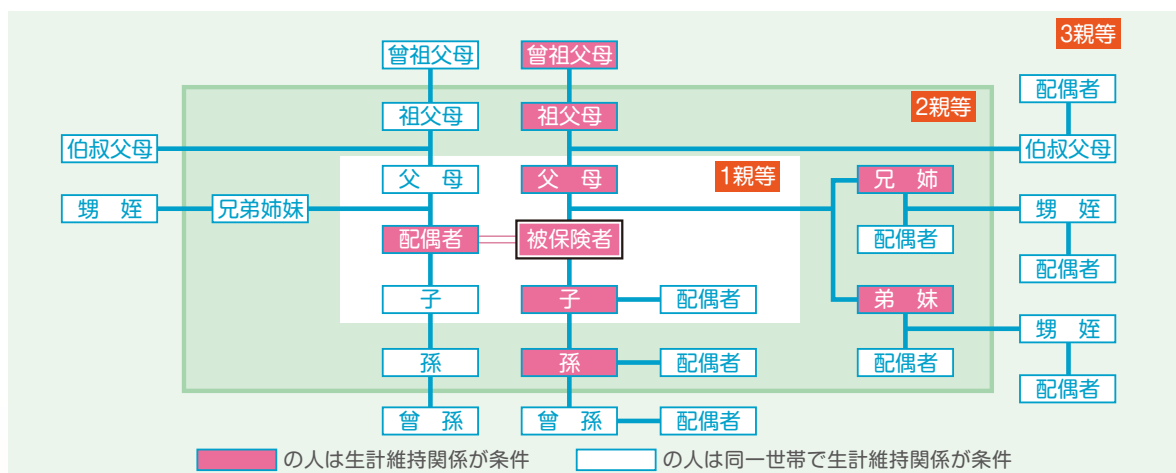 3親等
曾祖父母 曾祖父母
配偶者
2親等
祖父母 祖父母
伯叔父母 伯叔父母
1親等
父 母 父 母 兄 姉
甥 姪 兄弟姉妹 甥 姪
配偶者 被保険者 配偶者
配偶者
子 子 配偶者 弟 妹
甥 姪
孫 孫 配偶者 配偶者
配偶者
曾 孫 曾 孫 配偶者
の人は生計維持関係が条件 の人は同一世帯で生計維持関係が条件